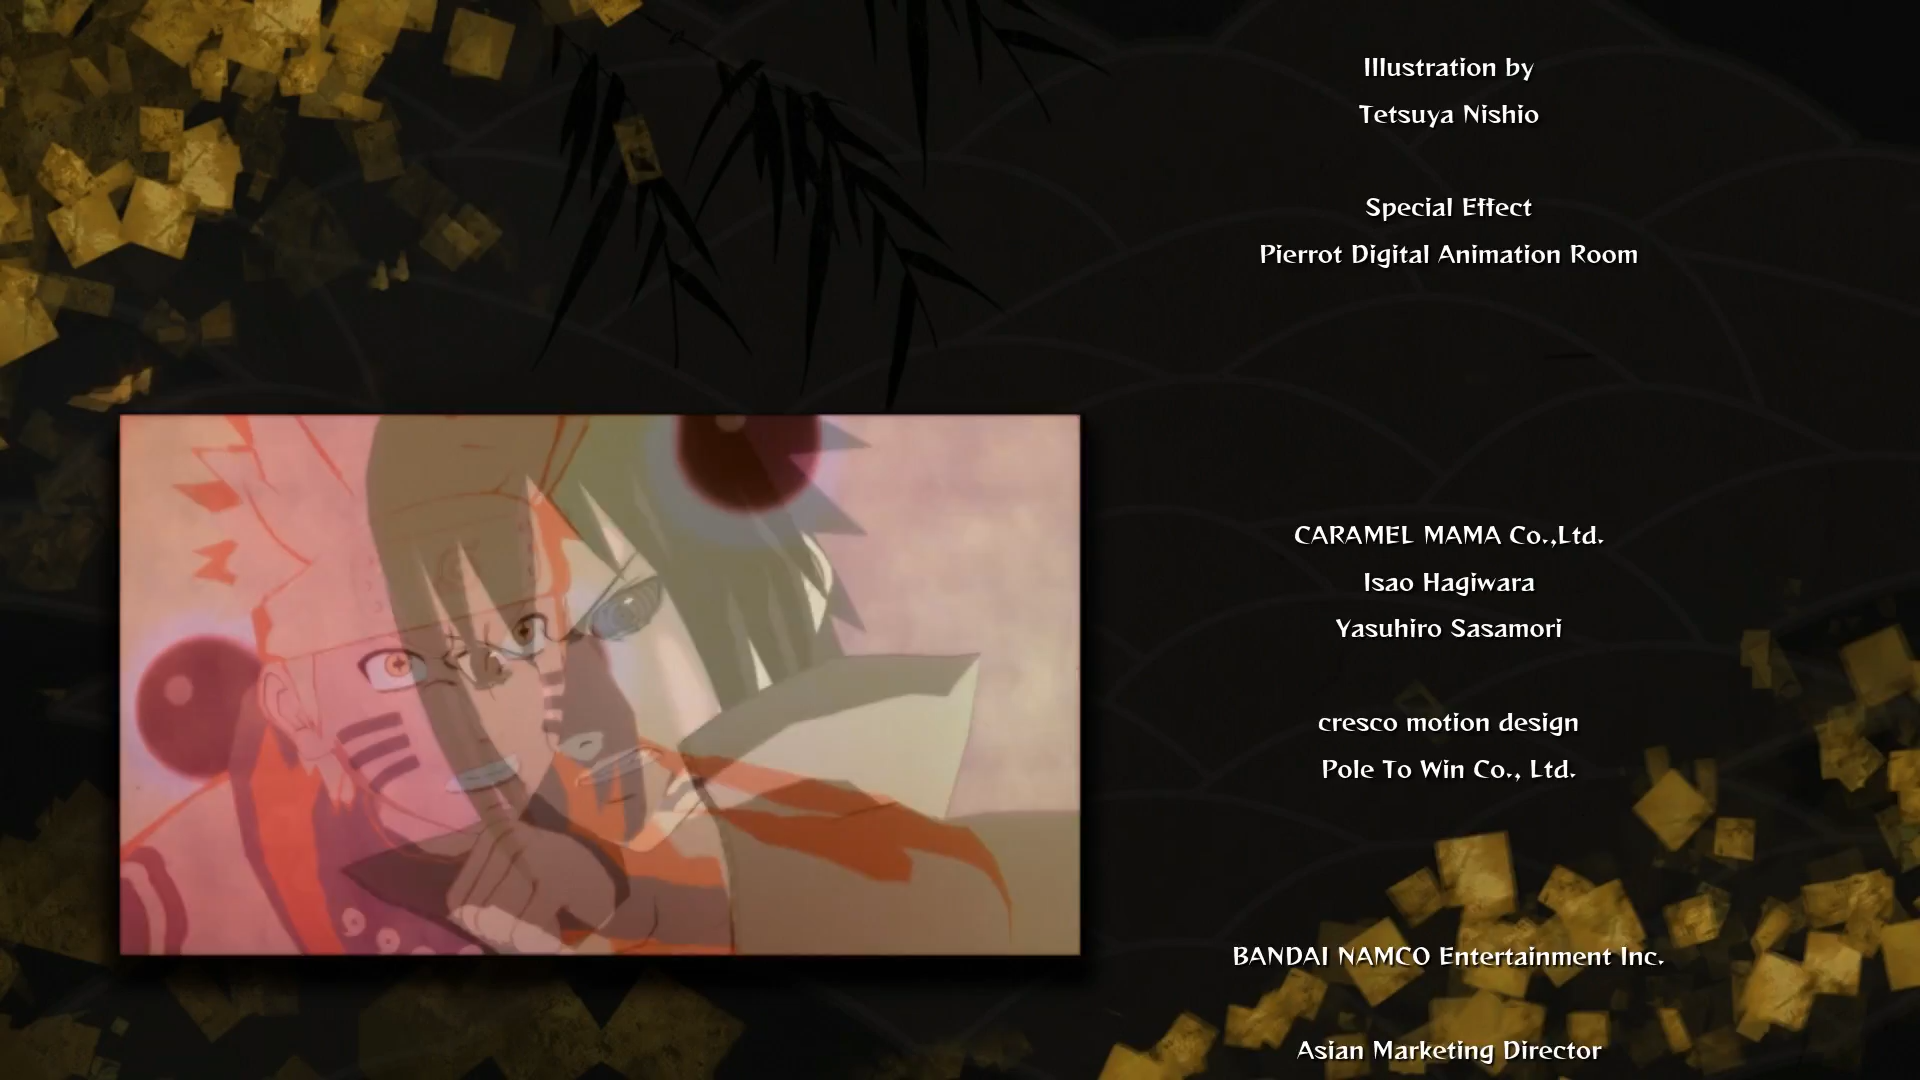 Illustration by
Tetsuya Nishio
Special Effect
Pierrot Digital Animation Room
CARAMEL MAMA Co.,Ltd.
Isao Hagiwara
Yasuhiro Sasamori
cresco motion design
Pole To Win Co., Ltd.
BANDAI NAMCO Entertainment Inc.
Asian Marketing Director